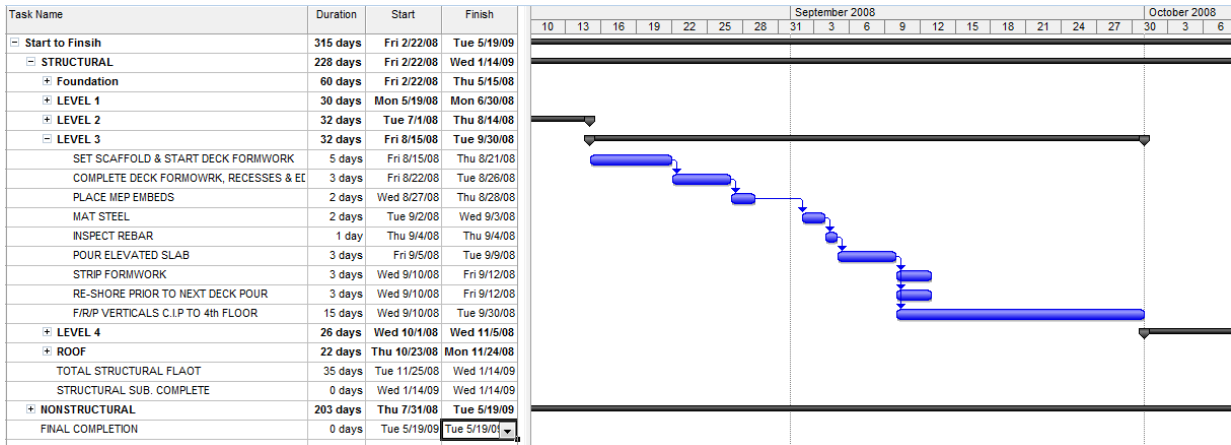 Task Name Duration Start Finish September 2008 October 2008
10 13 16 19 22 25 28 31 3 6 9 12 15 18 21 24 27 30 3 6
Start to Finsih 315 days Fri 2/22/08 Tue 5/19/09
STRUCTURAL 228 days Fri 2/22/08 Wed 1/14/09
Foundation 60 days Fri 2/22/08 Thu 5/15/08
LEVEL 1 30 days Mon 5/19/08 Mon 6/30/08
LEVEL 2 32 days Tue 7/1/08 Thu 8/14/08
LEVEL 3 32 days Fri 8/15/08 Tue 9/30/08
SET SCAFFOLD & START DECK FORMWORK 5 days Fri 8/15/08 Thu 8/21/08
COMPLETE DECK FORMOWRK, RECESSES & 3 days Fri 8/22/08 Tue 8/26/08
PLACE MEP EMBEDS 2 days Wed 8/27/08 Thu 8/28/08
MAT STEEL 2 days Tue 9/2/08 Wed 9/3/08
INSPECT REBAR 1 day Thu 9/4/08 Thu 9/4/08
POUR ELEVATED SLAB 3 days Fri 9/5/08 Tue 9/9/08
STRIP FORMWORK 3 days Wed 9/10/08 Fri 9/12/08
RE-SHORE PRIOR TO NEXT DECK POUR 3 days Wed 9/10/08 Fri 9/12/08
F/R/P VERTICALS C.I.P TO 4th FLOOR 15 days Wed 9/10/08 Tue 9/30/08
LEVEL 4 26 days Wed 10/1/08 Wed 11/5/08
ROOF 22 days Thu 10/23/08 Mon 11/24/08
TOTAL STRUCTURAL FLAOT 35 days Tue 11/25/08 Wed 1/14/09
STRUCTURAL SUB. COMPLETE 0 days Wed 1/14/09 Wed 1/14/09
NONSTRUCTURAL 203 days Thu 7/31/08 Tue 5/19/09
FINAL COMPLETION 0 days Tue 5/19/09 Tue 5/19/09